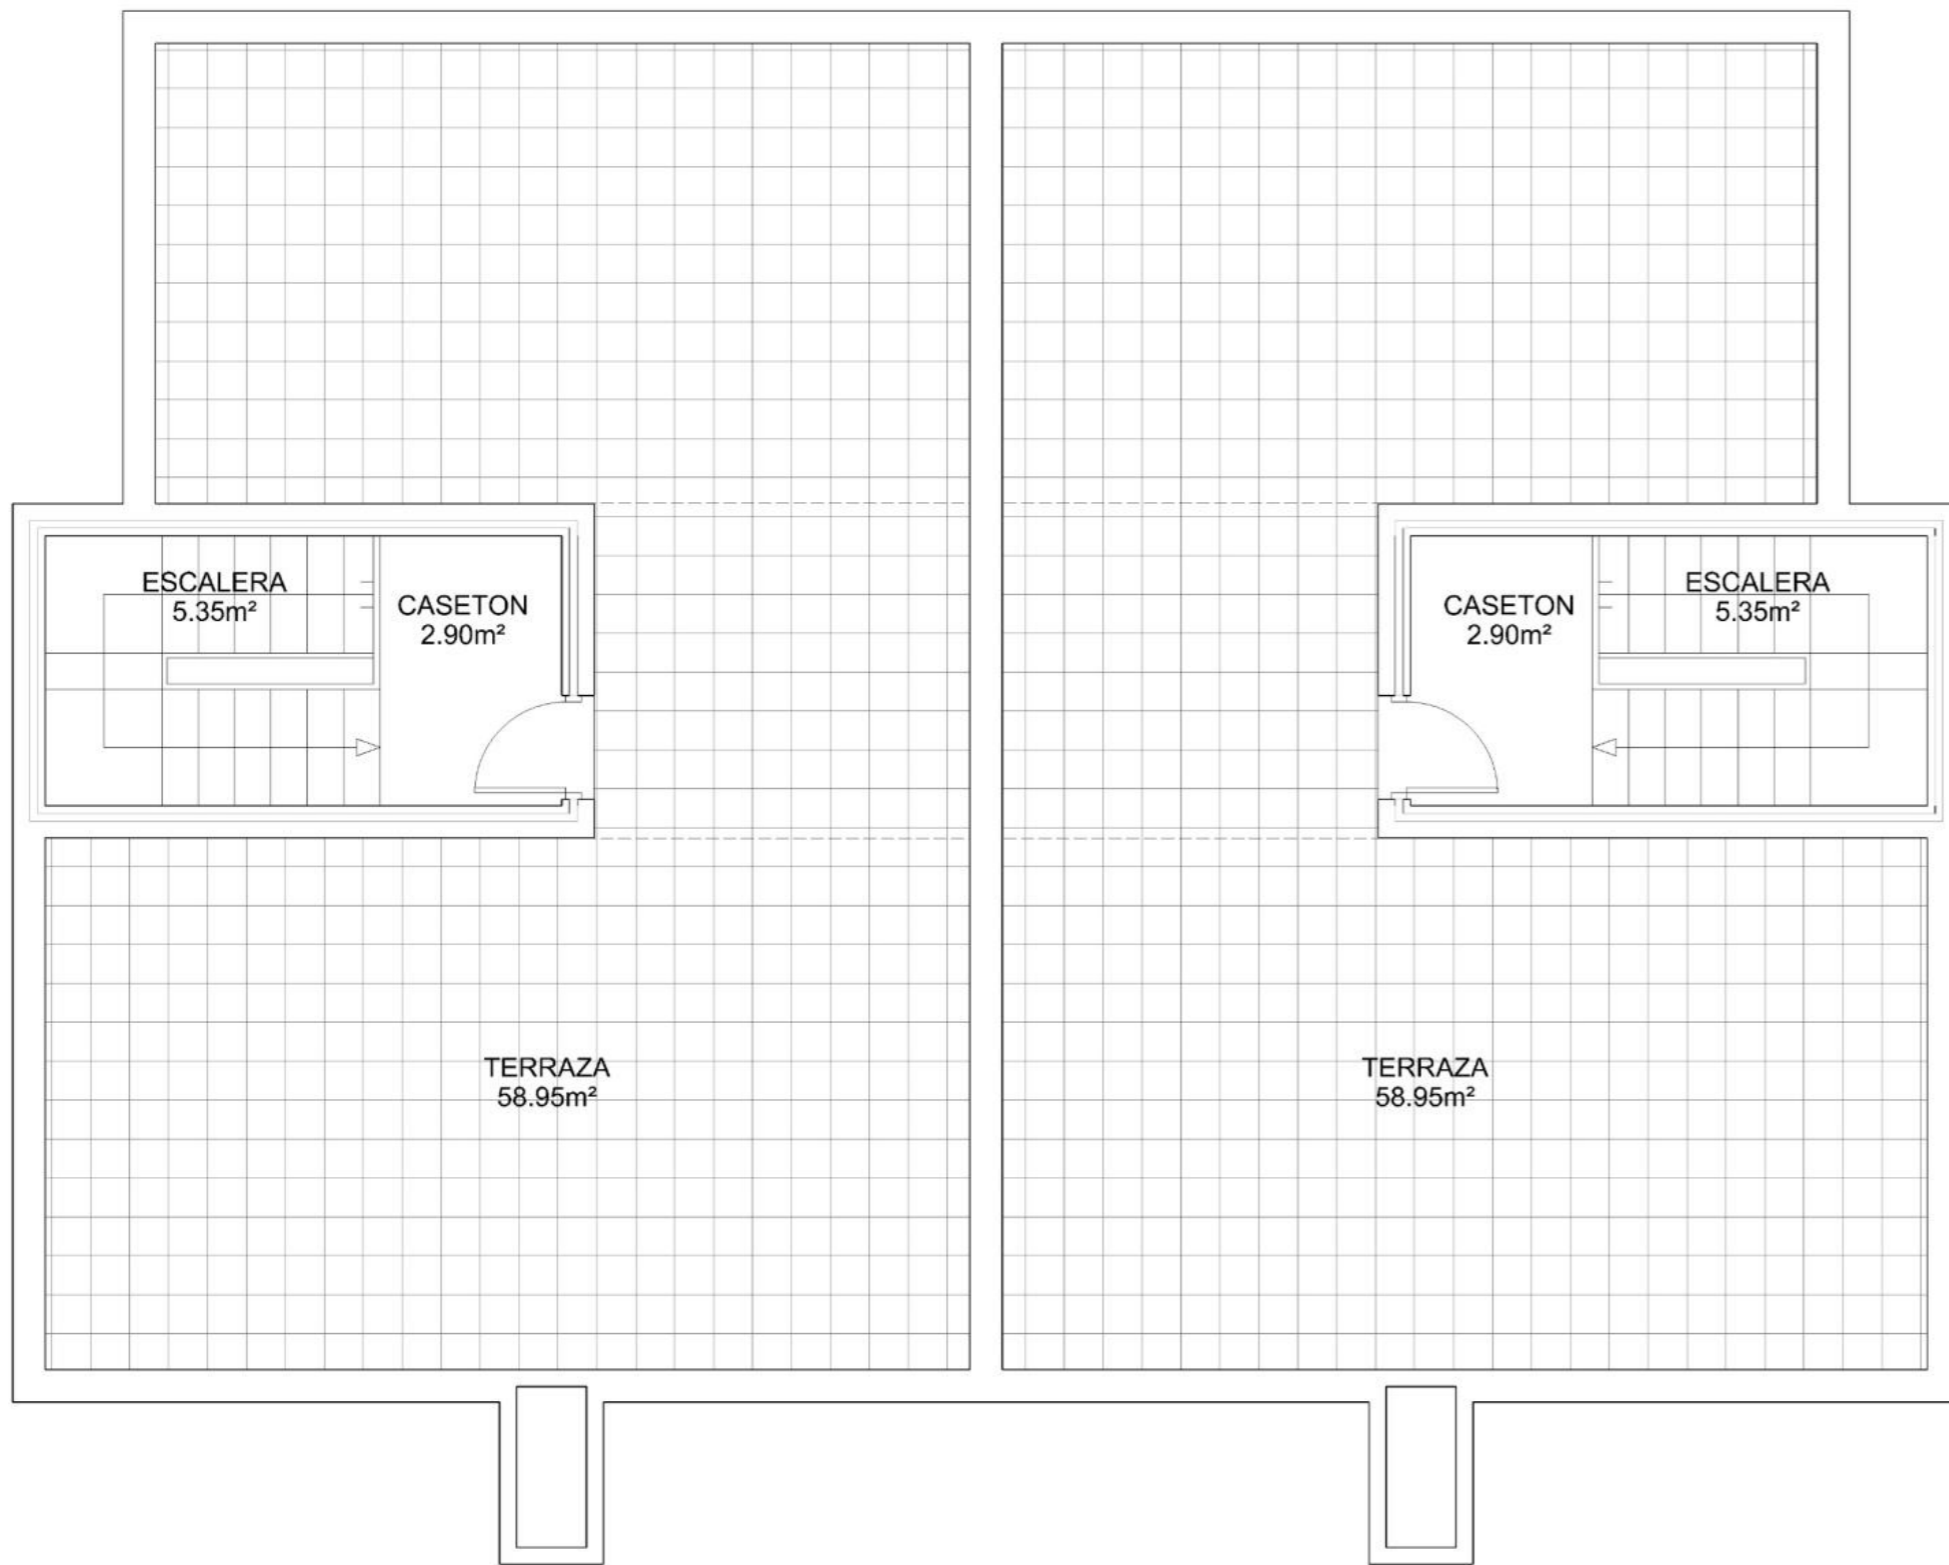 ESCALERA
5.35m²
CASETON
2.90m²
CASETON
2.90m²
ESCALERA
5.35m²
TERRAZA
58.95m²
TERRAZA
58.95m²